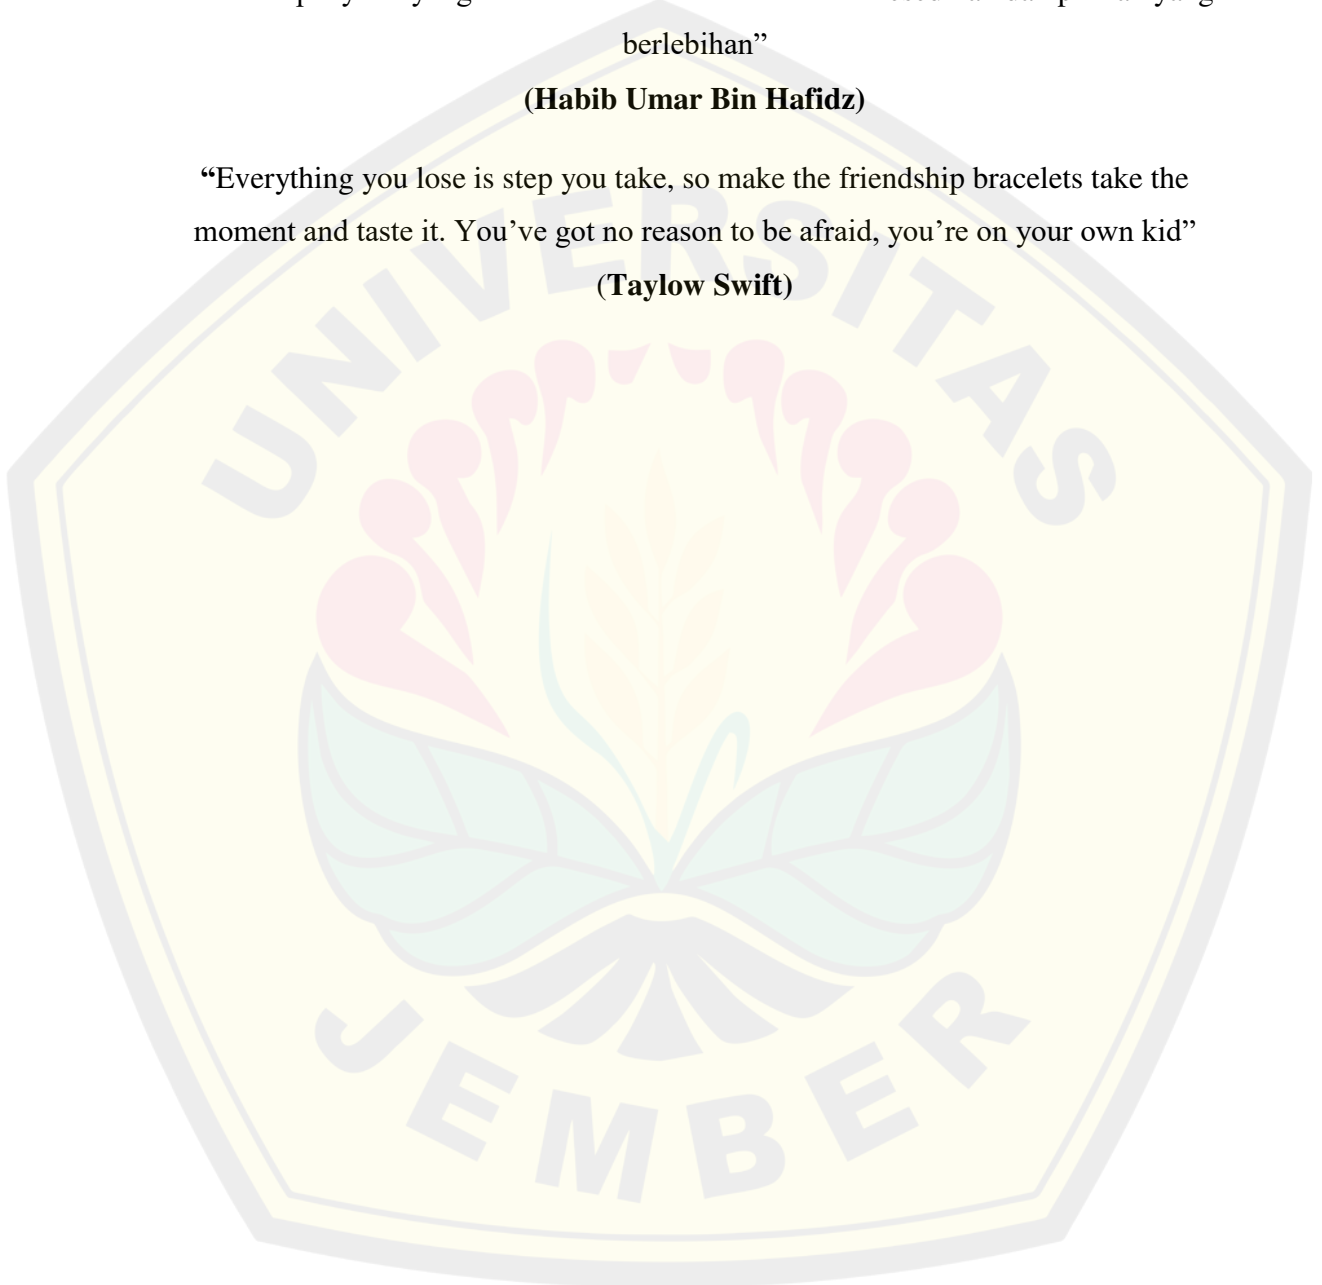 berlebihan”
(Habib Umar Bin Hafidz)
“Everything you lose is step you take, so make the friendship bracelets take the
moment and taste it. You’ve got no reason to be afraid, you’re on your own kid”
(Taylow Swift)
UNIVERSITAS
JEMBER